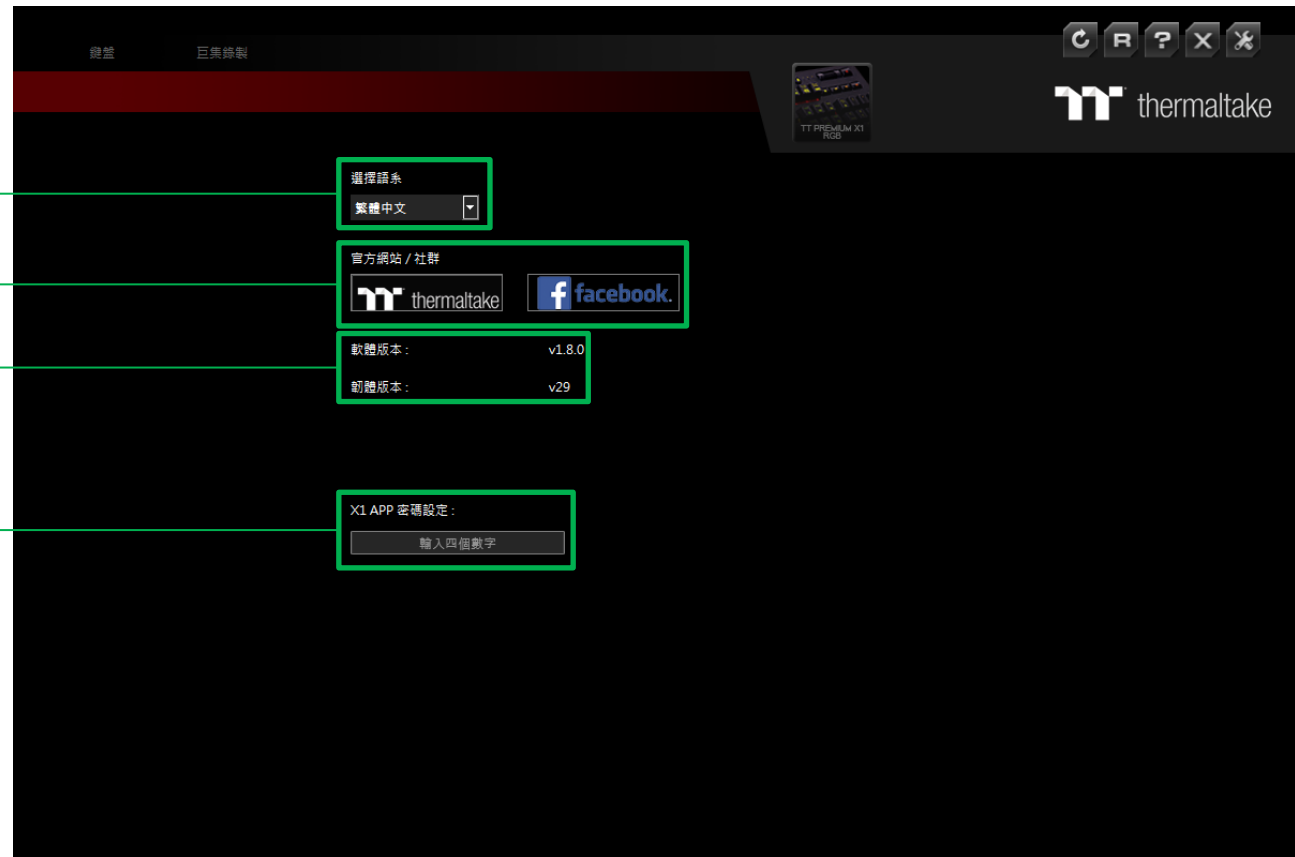 鍵盤
巨集錄製
C R ? X
TT PREMIUM X1
RGB
thermaltake
選擇語系
繁體中文
官方網站 / 社群
thermaltake
facebook.
軟體版本 :
v1.8.0
韌體版本 :
v29
X1 APP 密碼設定 :
輸入四個數字